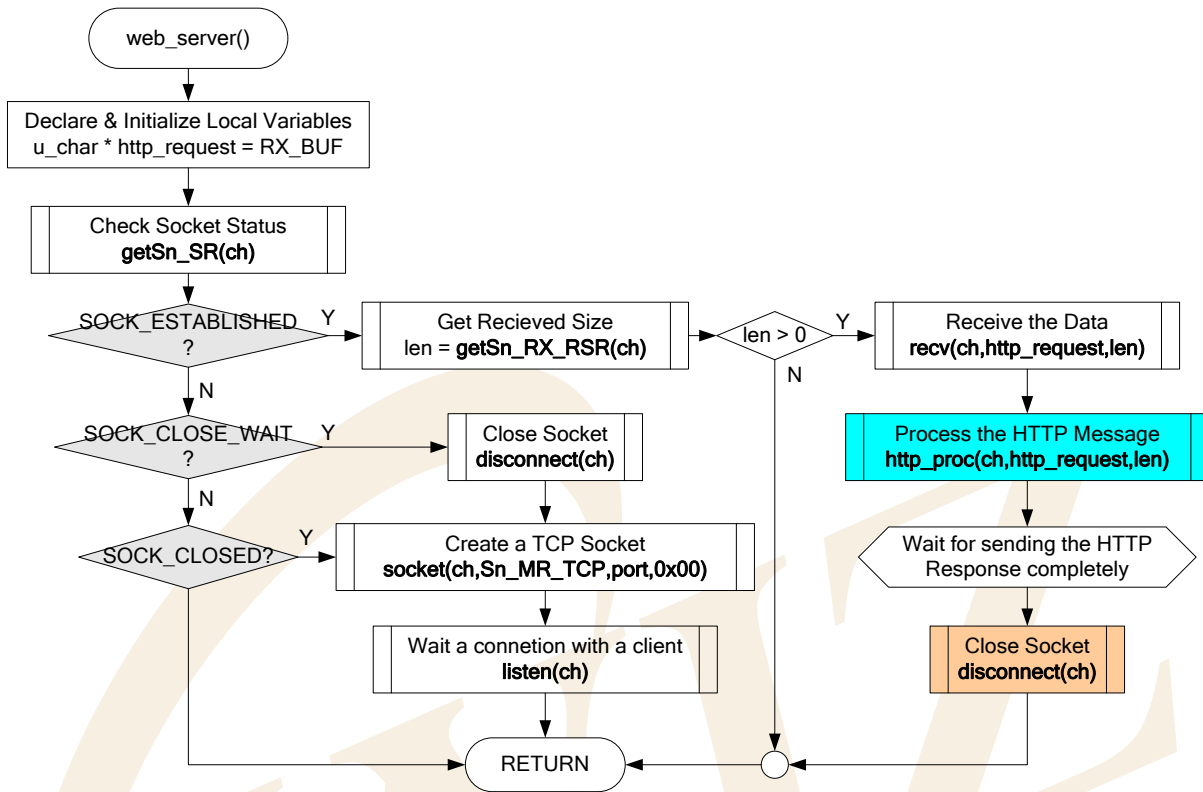 web_server()
Declare & Initialize Local Variables
u_char * http_request = RX_BUF
Check Socket Status
getSn_SR(ch)
SOCK_ESTABLISHED
?
Y
N
Get Recieved Size
len = getSn_RX_RSR(ch)
len > 0
Y
N
Receive the Data
recv(ch,http_request,len)
SOCK_CLOSE_WAIT
?
Y
N
Close Socket
disconnect(ch)
Process the HTTP Message
http_proc(ch,http_request,len)
SOCK_CLOSED?
Y
Create a TCP Socket
socket(ch,Sn_MR_TCP,port,0x00)
Wait for sending the HTTP
Response completely
Wait a connetion with a client
listen(ch)
Close Socket
disconnect(ch)
RETURN